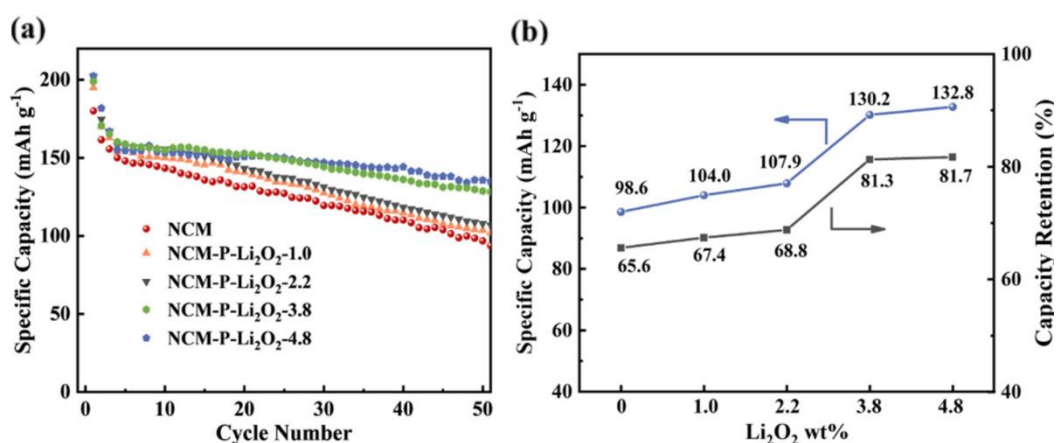 (a)
Specific Capacity (mAh g⁻¹)
200
150
100
50
0
NCM
NCM-P-Li₂O₂-1.0
NCM-P-Li₂O₂-2.2
NCM-P-Li₂O₂-3.8
NCM-P-Li₂O₂-4.8
0 10 20 30 40 50
Cycle Number
(b)
Specific Capacity (mAh g⁻¹)
140
120
100
80
60
40
98.6 104.0 107.9 130.2 132.8
65.6 67.4 68.8 81.3 81.7
100
80
60
40
Capacity Retention (%)
0 1.0 2.2 3.8 4.8
Li₂O₂ wt%